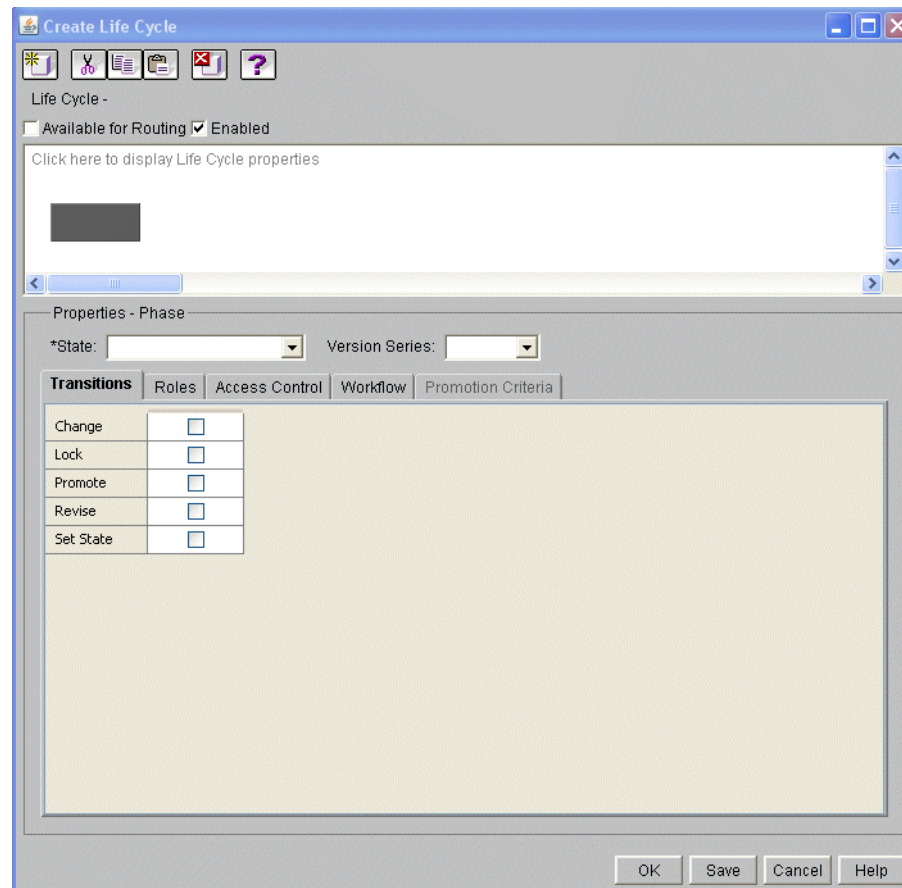 Create Life Cycle
Life Cycle -
Available for Routing Enabled
Click here to display Life Cycle properties
Properties - Phase
*State: Version Series:
Transitions Roles Access Control Workflow Promotion Criteria
Change
Lock
Promote
Revise
Set State
OK Save Cancel Help